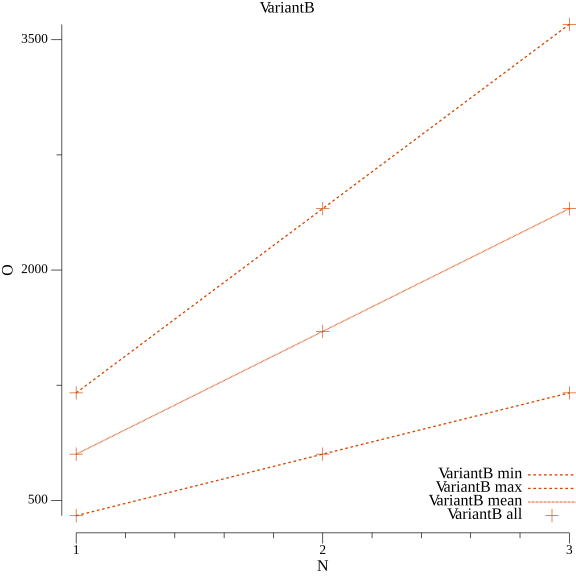 VariantB
3500
2000
500
O
1
2
3
N
VariantB min
VariantB max
VariantB mean
VariantB all